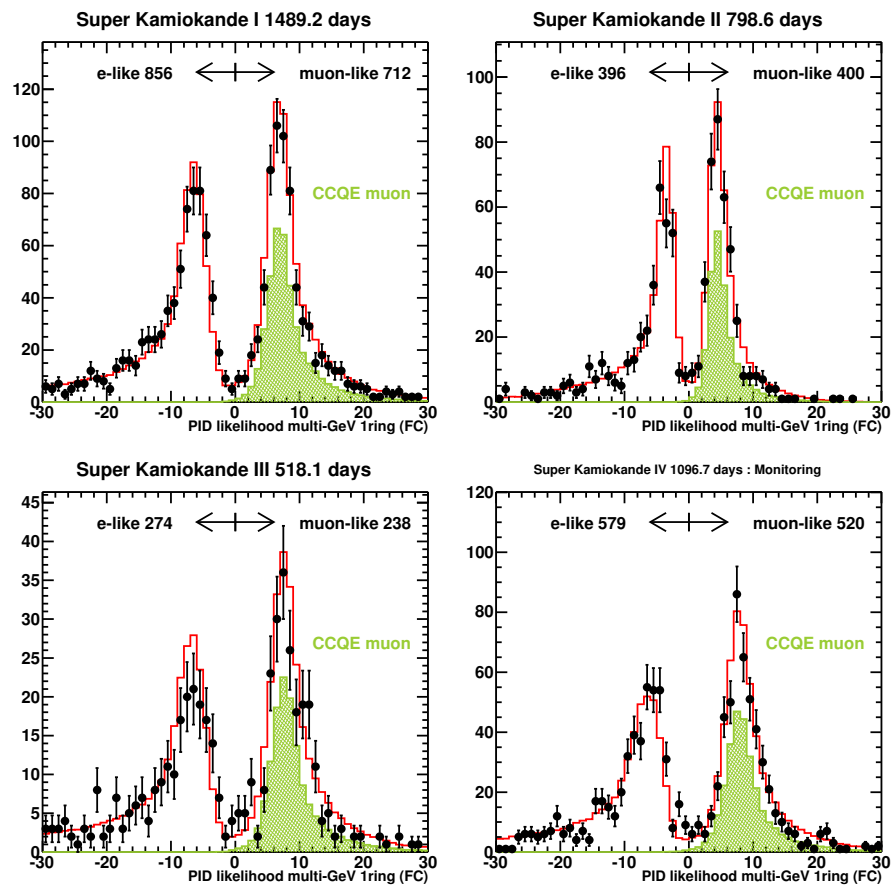 Super Kamiokande I 1489.2 days
e-like 856
muon-like 712
CCQE muon
120
100
80
60
40
20
0
-30 -20 -10 0 10 20 30
PID likelihood multi-GeV 1ring (FC)
Super Kamiokande II 798.6 days
e-like 396
muon-like 400
CCQE muon
100
80
60
40
20
0
-30 -20 -10 0 10 20 30
PID likelihood multi-GeV 1ring (FC)
Super Kamiokande III 518.1 days
e-like 274
muon-like 238
CCQE muon
45
40
35
30
25
20
15
10
5
0
-30 -20 -10 0 10 20 30
PID likelihood multi-GeV 1ring (FC)
Super Kamiokande IV 1096.7 days : Monitoring
e-like 579
muon-like 520
CCQE muon
120
100
80
60
40
20
0
-30 -20 -10 0 10 20 30
PID likelihood multi-GeV 1ring (FC)